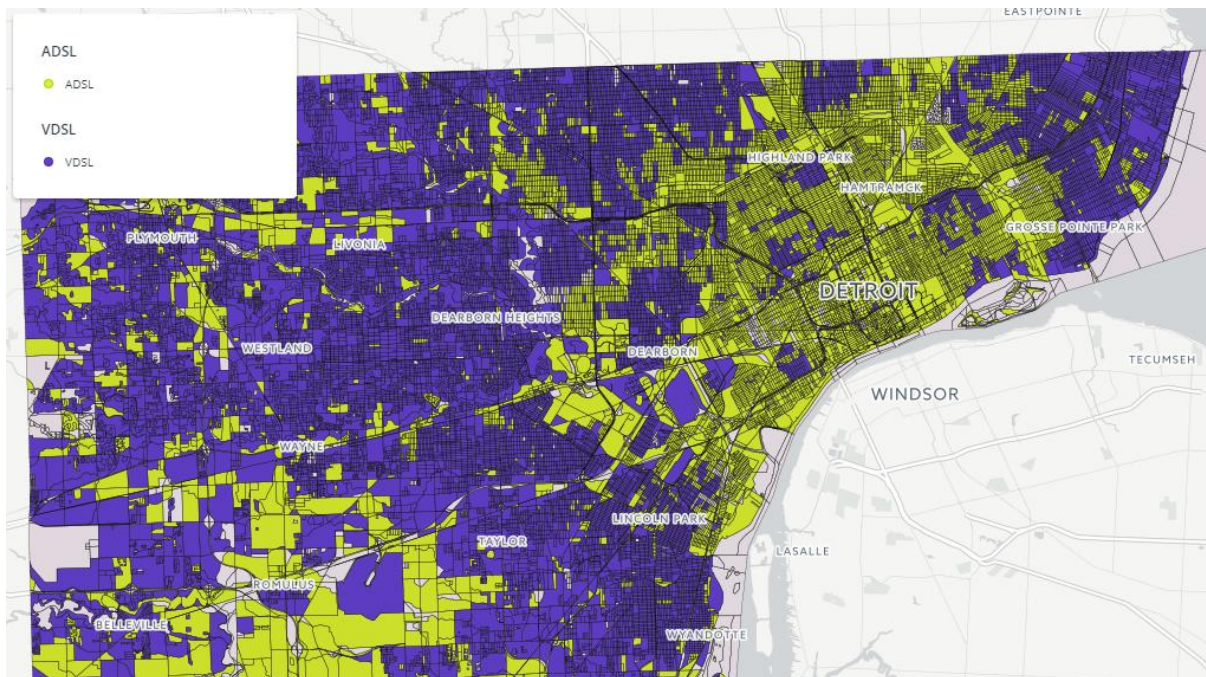 EASTPOINTE
ADSL
ADSL
VDSL
VDSL
HIGHLAND PARK
HAMTRAMCK
GROSSE POINTE PARK
PLYMOUTH
LIVONIA
DETROIT
DEARBORN HEIGHTS
WESTLAND
DEARBORN
TECUMSEH
WINDSOR
WAYNE
LINCOLN PARK
TAYLOR
LASALLE
ROMULUS
BELLEVILLE
WYANDOTTE